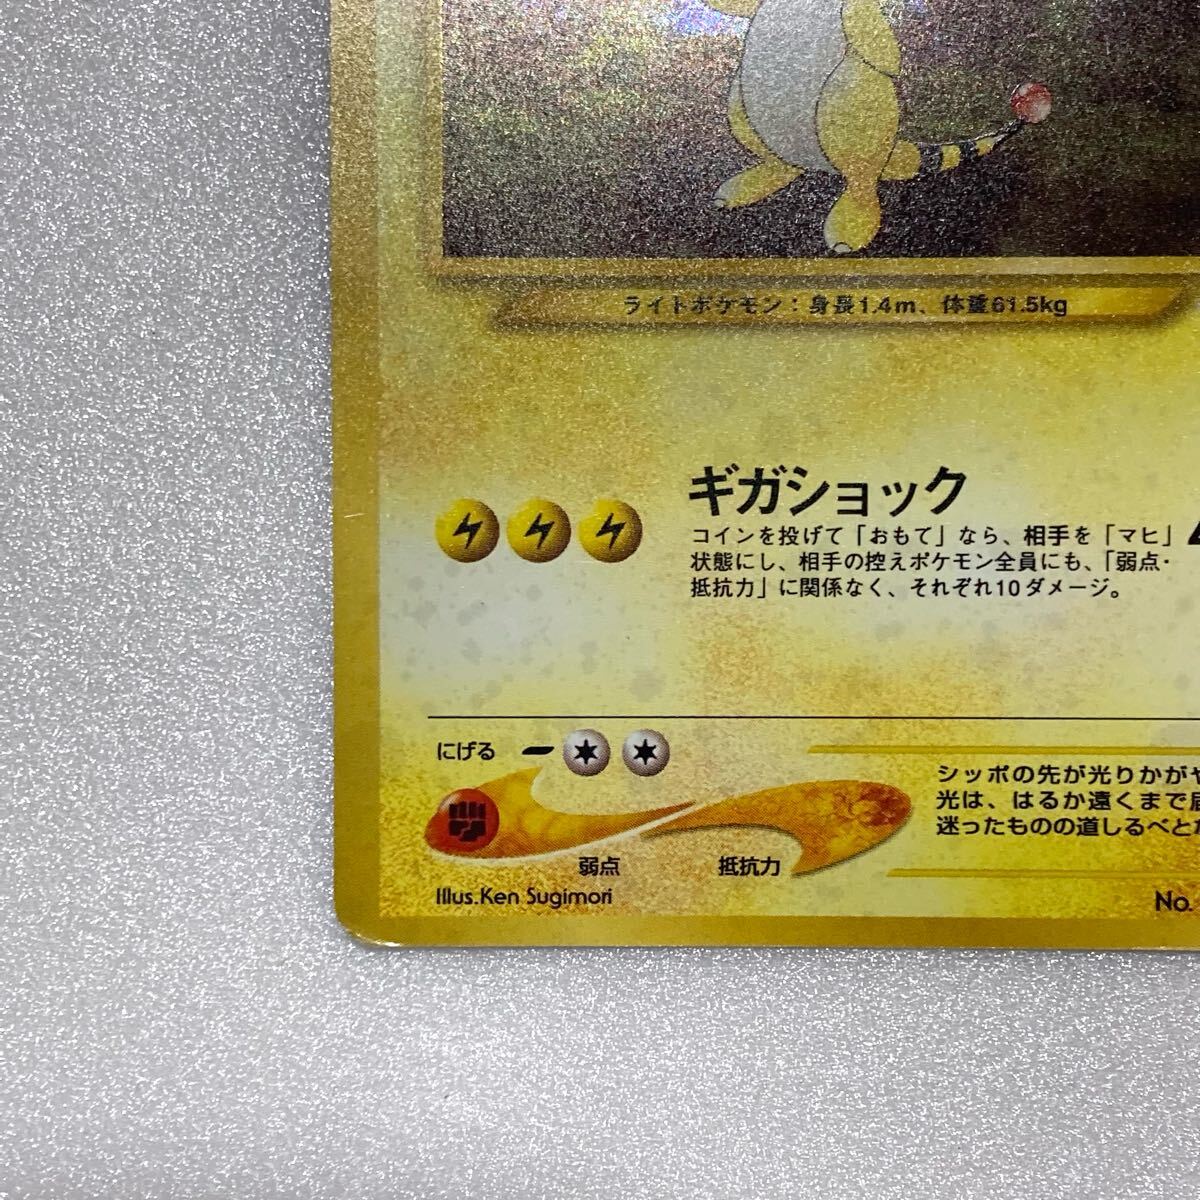 ライトポケモン：身長1.4m、体重61.5kg
ギガショック
コインを投げて「おもて」なら、相手を「マヒ」
状態にし、相手の控えポケモン全員にも、「弱点・
抵抗力」に関係なく、それぞれ10ダメージ。
にげる
シッポの先が光りかがや
光は、はるか遠くまで届
迷ったものの道しるべとな
弱点
抵抗力
Illus.Ken Sugimori
No.